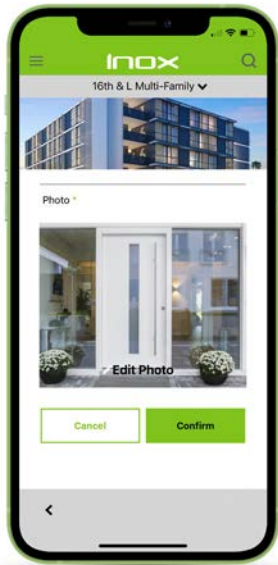 INOX
16th & L Multi-Family
Photo *
Edit Photo
Cancel
Confirm